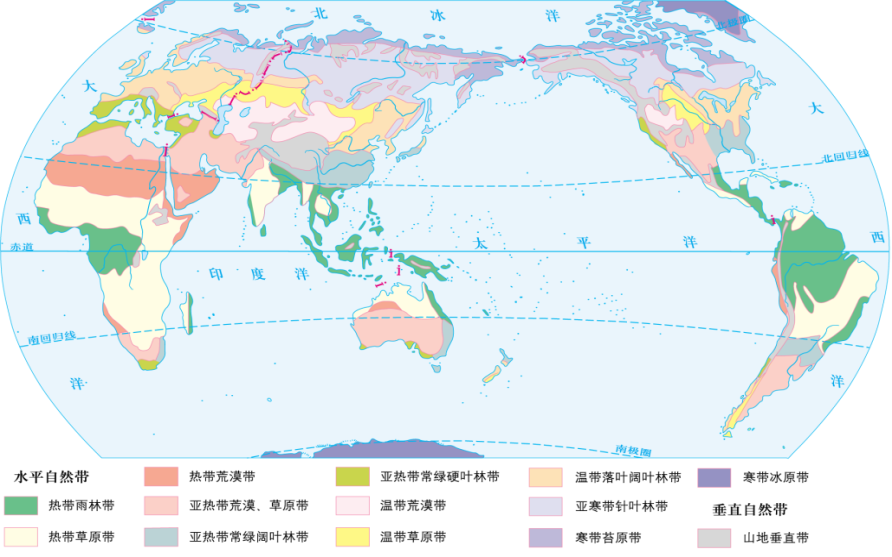 北 冰 洋
北极圈
大
大
北回归线
西
西
赤道
太 平 洋
印 度 洋
南回归线
洋
洋
南极圈
水平自然带
热带雨林带
热带草原带
热带荒漠带
亚热带荒漠、草原带
亚热带常绿阔叶林带
亚热带常绿硬叶林带
温带荒漠带
温带草原带
温带落叶阔叶林带
亚寒带针叶林带
寒带苔原带
寒带冰原带
垂直自然带
山地垂直带